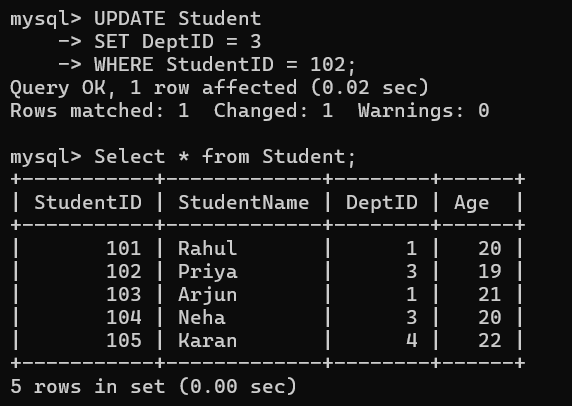 mysql> UPDATE Student
    -> SET DeptID = 3
    -> WHERE StudentID = 102;
Query OK, 1 row affected (0.02 sec)
Rows matched: 1  Changed: 1  Warnings: 0

mysql> Select * from Student;
+-----------+-------------+--------+------+
| StudentID | StudentName | DeptID | Age  |
+-----------+-------------+--------+------+
|       101 | Rahul       |      1 |   20 |
|       102 | Priya       |      3 |   19 |
|       103 | Arjun       |      1 |   21 |
|       104 | Neha        |      3 |   20 |
|       105 | Karan       |      4 |   22 |
+-----------+-------------+--------+------+
5 rows in set (0.00 sec)